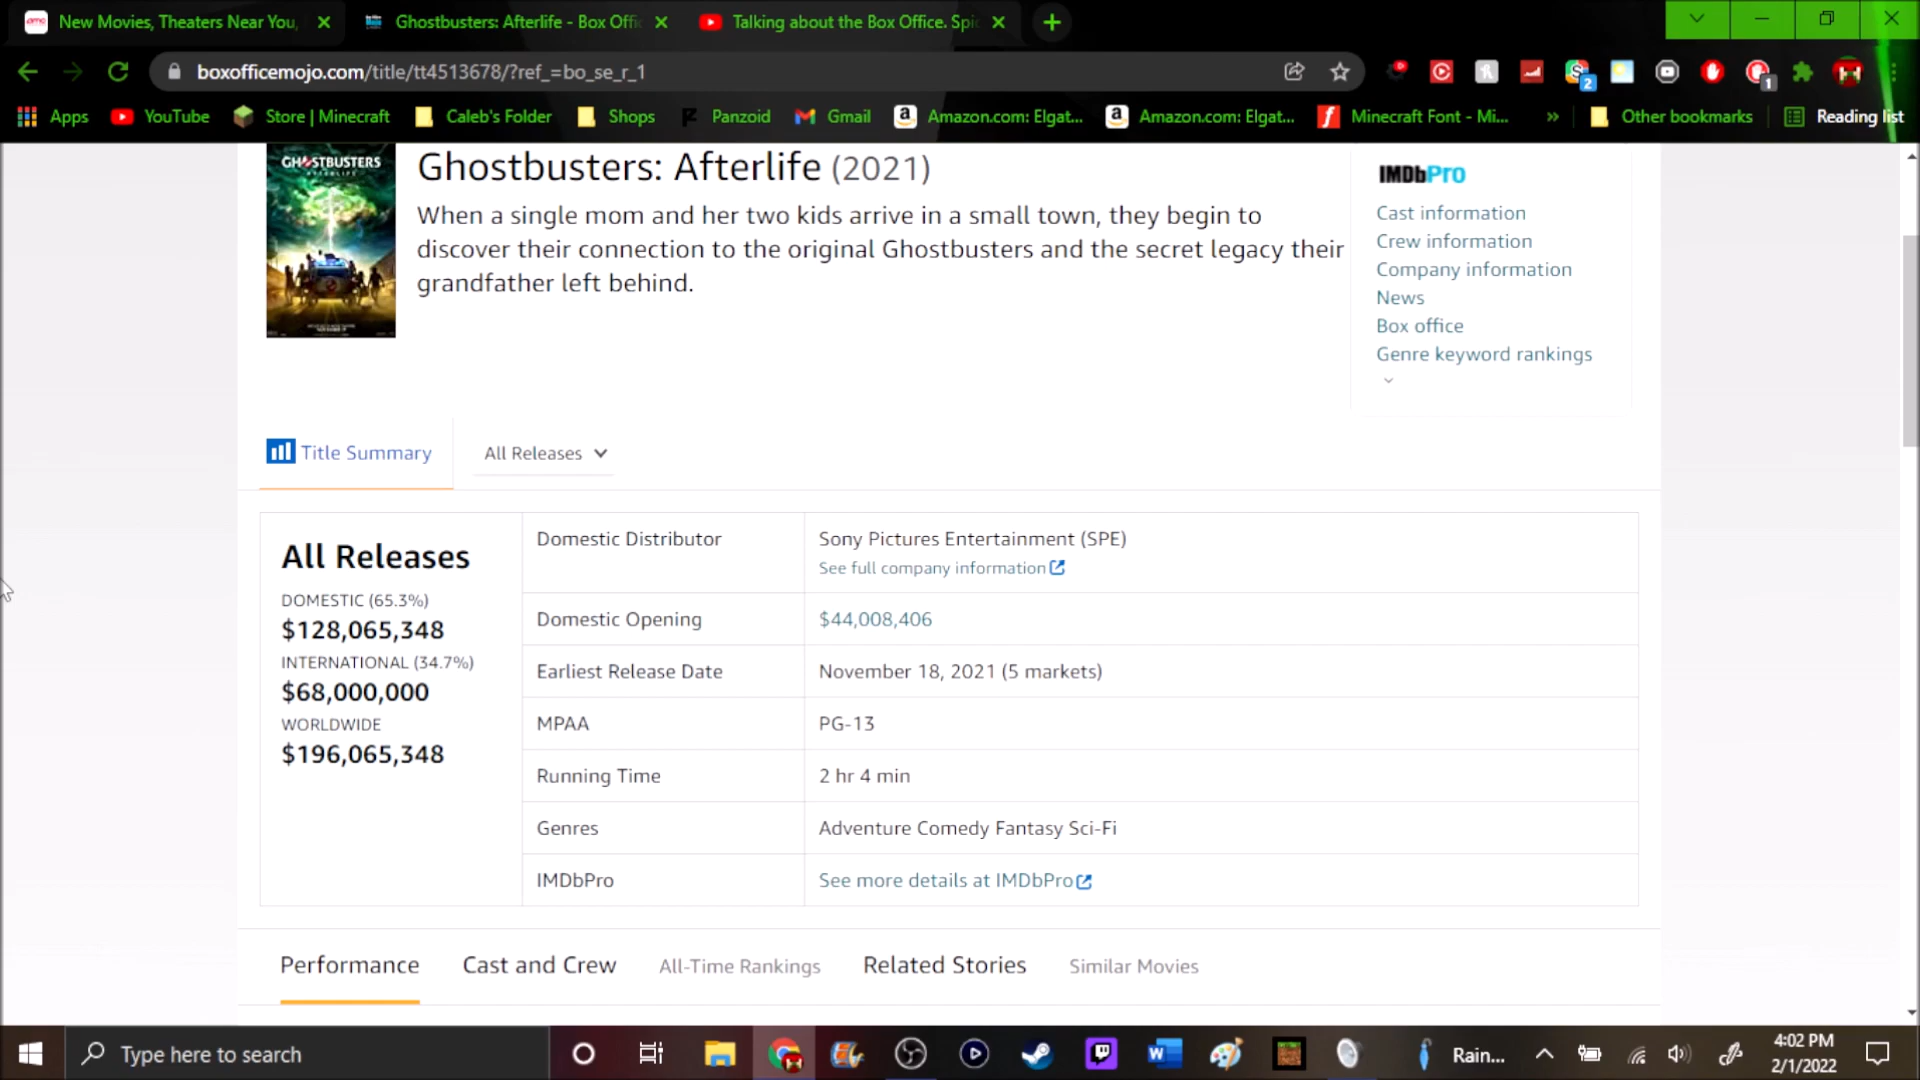 New Movies, Theaters Near You,
Ghostbusters: Afterlife - Box Offi
Talking about the Box Office. Spi
boxofficemojo.com/title/tt4513678/?ref_=bo_se_r_1
2
1
Apps
YouTube
Store | Minecraft
Caleb's Folder
Shops
Panzoid
Gmail
Amazon.com: Elgat...
Amazon.com: Elgat...
Minecraft Font - Mi...
»
Other bookmarks
Reading list
GHOSTBUSTERS
AFTERLIFE
Ghostbusters: Afterlife (2021)
When a single mom and her two kids arrive in a small town, they begin to
discover their connection to the original Ghostbusters and the secret legacy their
grandfather left behind.
IMDbPro
Cast information
Crew information
Company information
News
Box office
Genre keyword rankings
Title Summary
All Releases
All Releases
DOMESTIC (65.3%)
$128,065,348
INTERNATIONAL (34.7%)
$68,000,000
WORLDWIDE
$196,065,348
Domestic Distributor
Sony Pictures Entertainment (SPE)
See full company information
Domestic Opening
$44,008,406
Earliest Release Date
November 18, 2021 (5 markets)
MPAA
PG-13
Running Time
2 hr 4 min
Genres
Adventure Comedy Fantasy Sci-Fi
IMDbPro
See more details at IMDbPro
Performance
Cast and Crew
All-Time Rankings
Related Stories
Similar Movies
Type here to search
Rain...
4:02 PM
2/1/2022